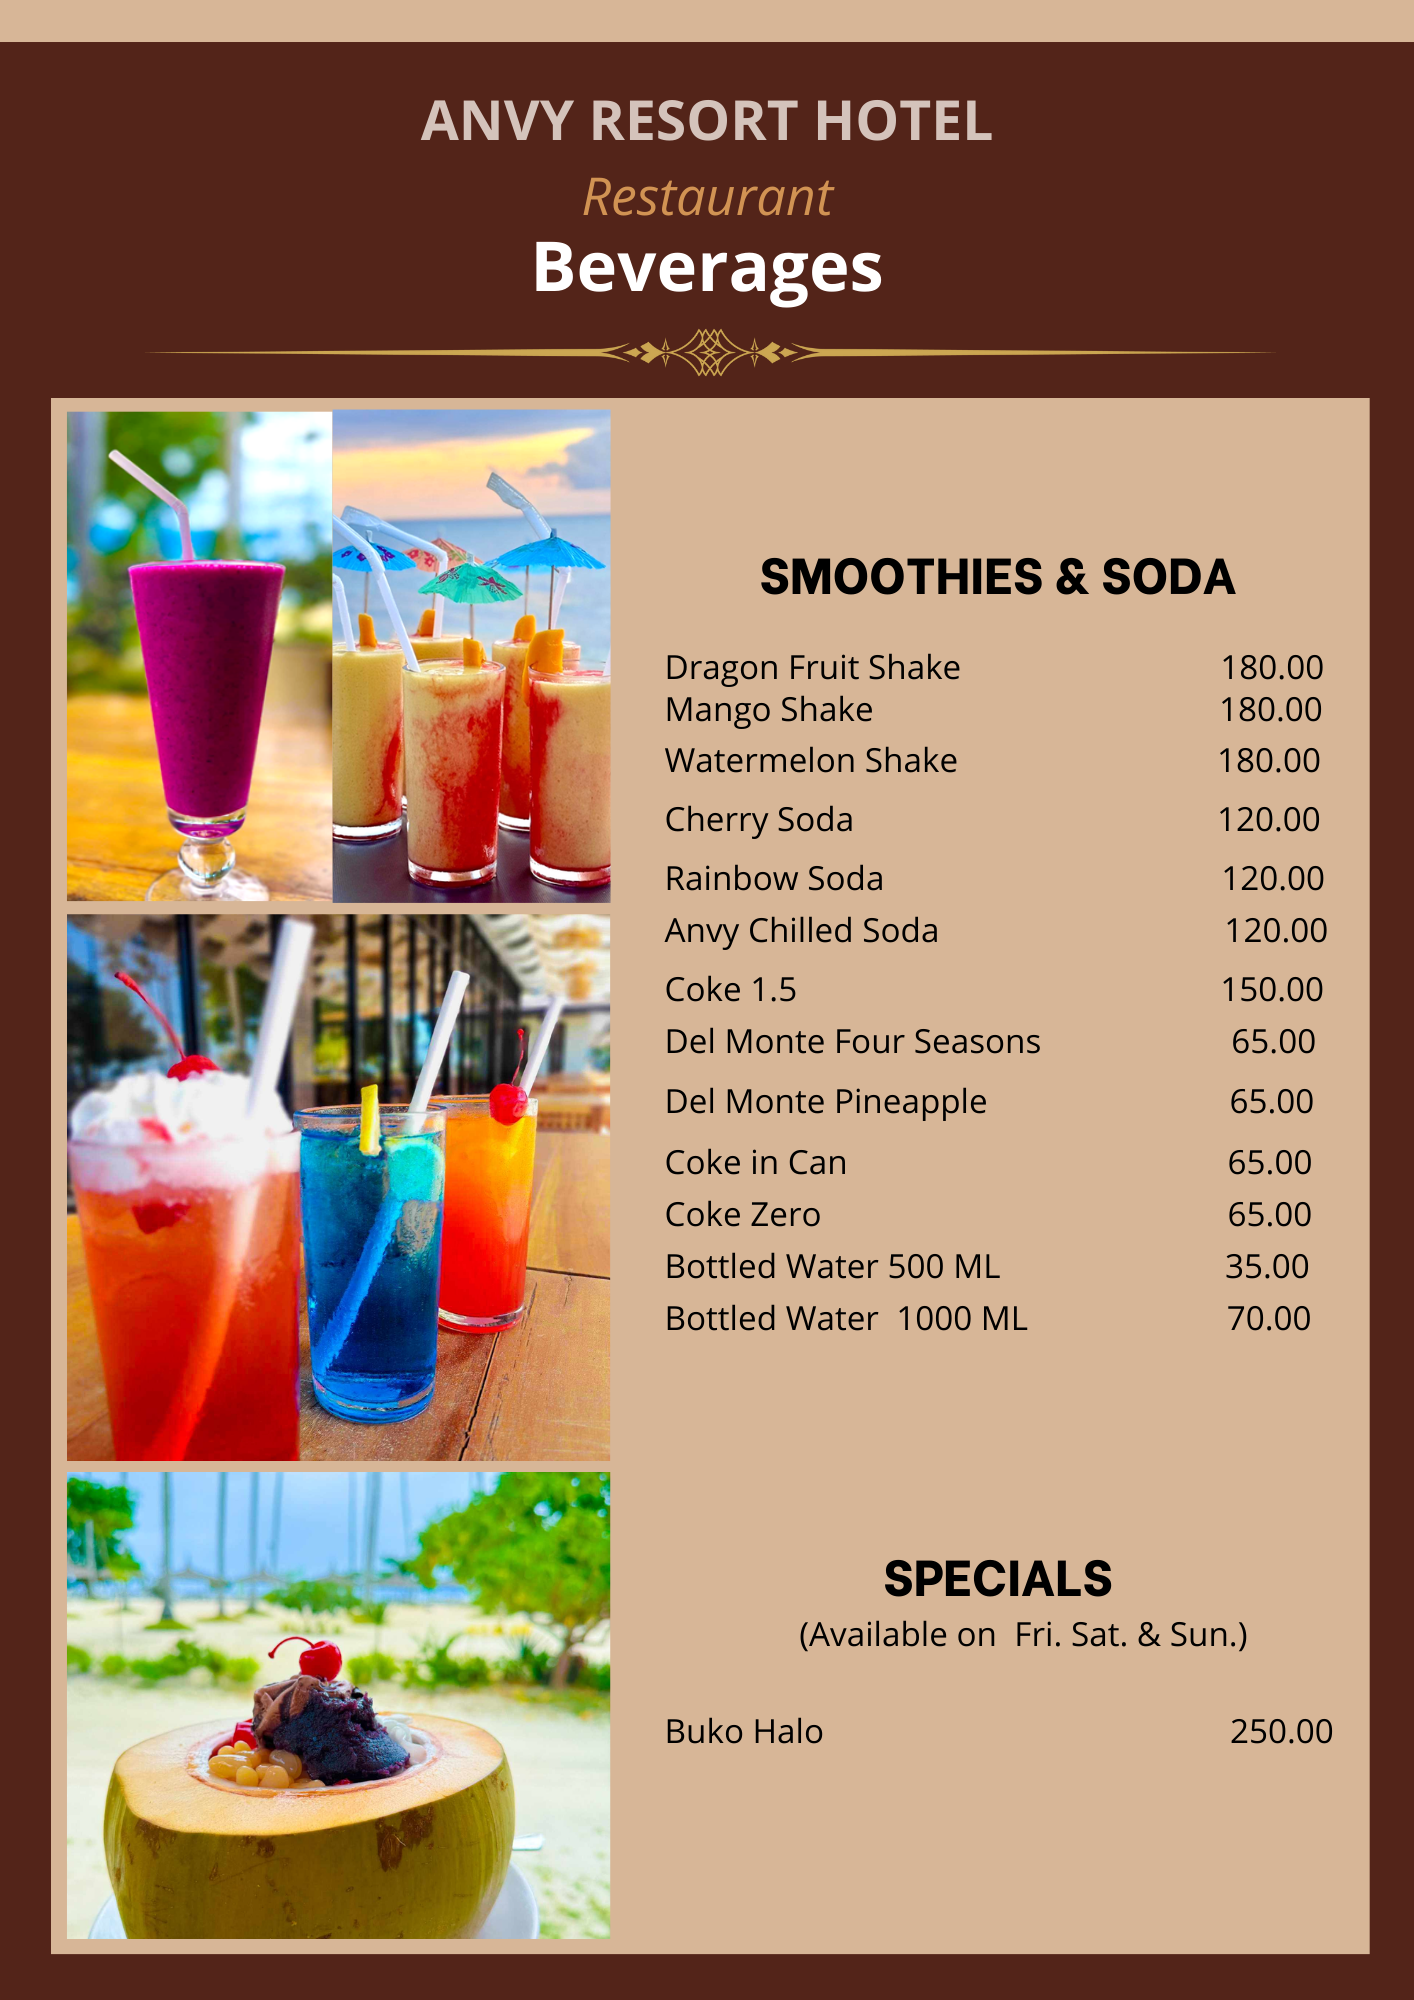 ANVY RESORT HOTEL
Restaurant
Beverages
SMOOTHIES & SODA
Dragon Fruit Shake 180.00
Mango Shake 180.00
Watermelon Shake 180.00
Cherry Soda 120.00
Rainbow Soda 120.00
Anvy Chilled Soda 120.00
Coke 1.5 150.00
Del Monte Four Seasons 65.00
Del Monte Pineapple 65.00
Coke in Can 65.00
Coke Zero 65.00
Bottled Water 500 ML 35.00
Bottled Water  1000 ML 70.00
SPECIALS
(Available on  Fri. Sat. & Sun.)
Buko Halo 250.00